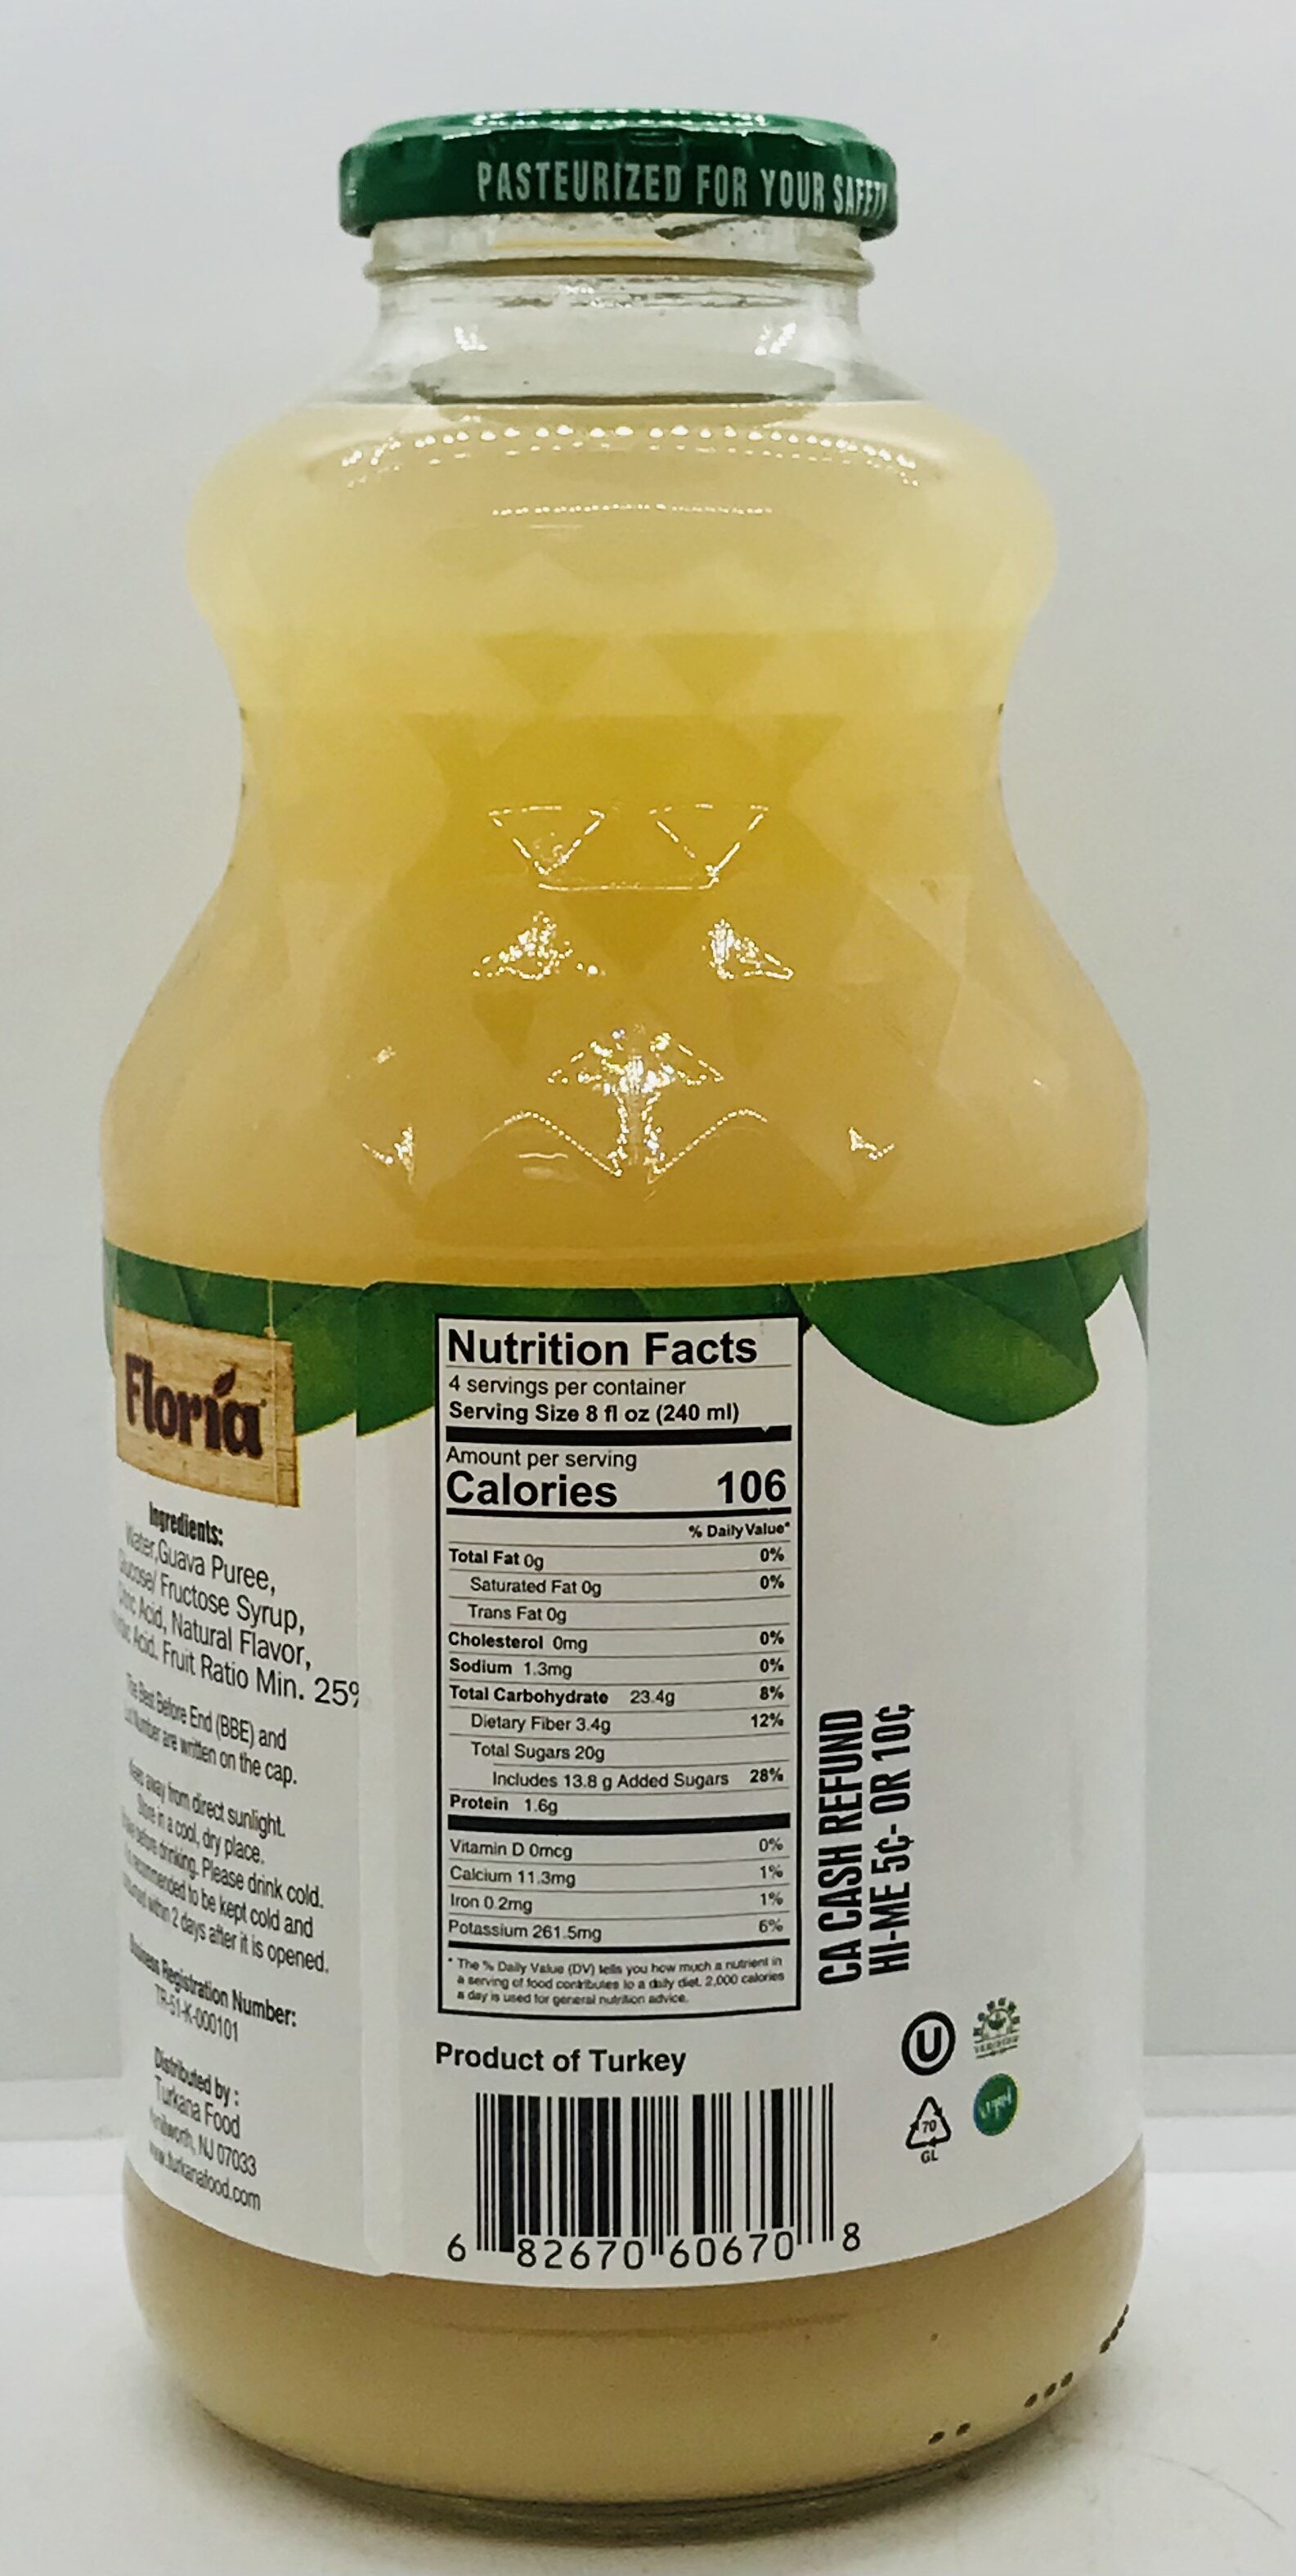 PASTEURIZED FOR YOUR SAFETY
Floria
Ingredients:
Water, Guava Puree,
Glucose/ Fructose Syrup,
Citric Acid, Natural Flavor,
Acid. Fruit Ratio Min. 25%
The Best Before End (BBE) and
Lot Number are written on the cap.
Keep away from direct sunlight.
Store in a cool, dry place.
before drinking. Please drink cold.
recommended to be kept cold and
within 2 days after it is opened.
Business Registration Number:
TR-51-K-000101
Distributed by :
Turkana Food
Kenilworth, NJ 07033
www.turkanafood.com
Nutrition Facts
4 servings per container
Serving Size 8 fl oz (240 ml)
Amount per serving
Calories 106
% Daily Value*
Total Fat 0g 0%
Saturated Fat 0g 0%
Trans Fat 0g
Cholesterol 0mg 0%
Sodium 1.3mg 0%
Total Carbohydrate 23.4g 8%
Dietary Fiber 3.4g 12%
Total Sugars 20g
Includes 13.8 g Added Sugars 28%
Protein 1.6g
Vitamin D 0mcg 0%
Calcium 11.3mg 1%
Iron 0.2mg 1%
Potassium 261.5mg 6%
* The % Daily Value (DV) tells you how much a nutrient in
a serving of food contributes to a daily diet. 2,000 calories
a day is used for general nutrition advice.
Product of Turkey
6 82670 60670 8
CA CASH REFUND
HI-ME 5¢- OR 10¢
U
70
GL